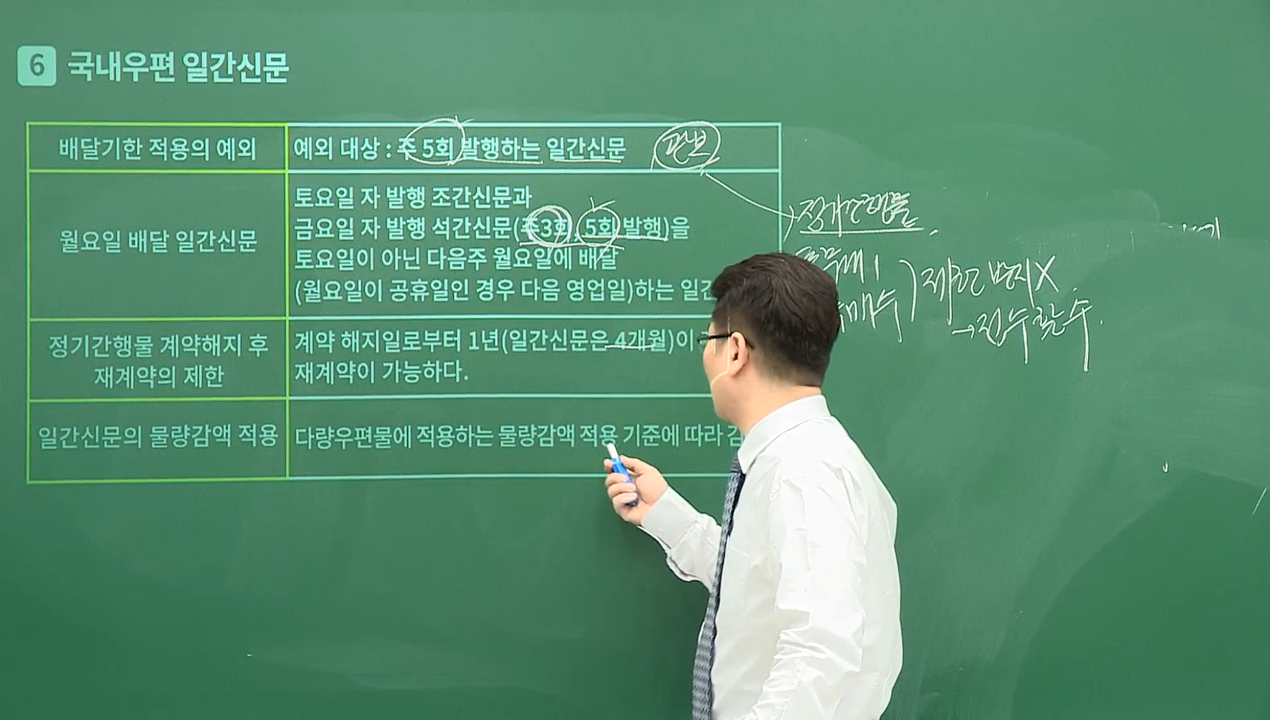 6 국내우편 일간신문
배달기한 적용의 예외
예외 대상 : 주 5회 발행하는 일간신문
관보
월요일 배달 일간신문
토요일 자 발행 조간신문과
금요일 자 발행 석간신문(주3회, 5회 발행)을
토요일이 아닌 다음주 월요일에 배달
(월요일이 공휴일인 경우 다음 영업일)하는 일간
정기간행물 계약해지 후
재계약의 제한
계약 해지일로부터 1년(일간신문은 4개월)이
재계약이 가능하다.
일간신문의 물량감액 적용
다량우편물에 적용하는 물량감액 적용 기준에 따라
정기간행물